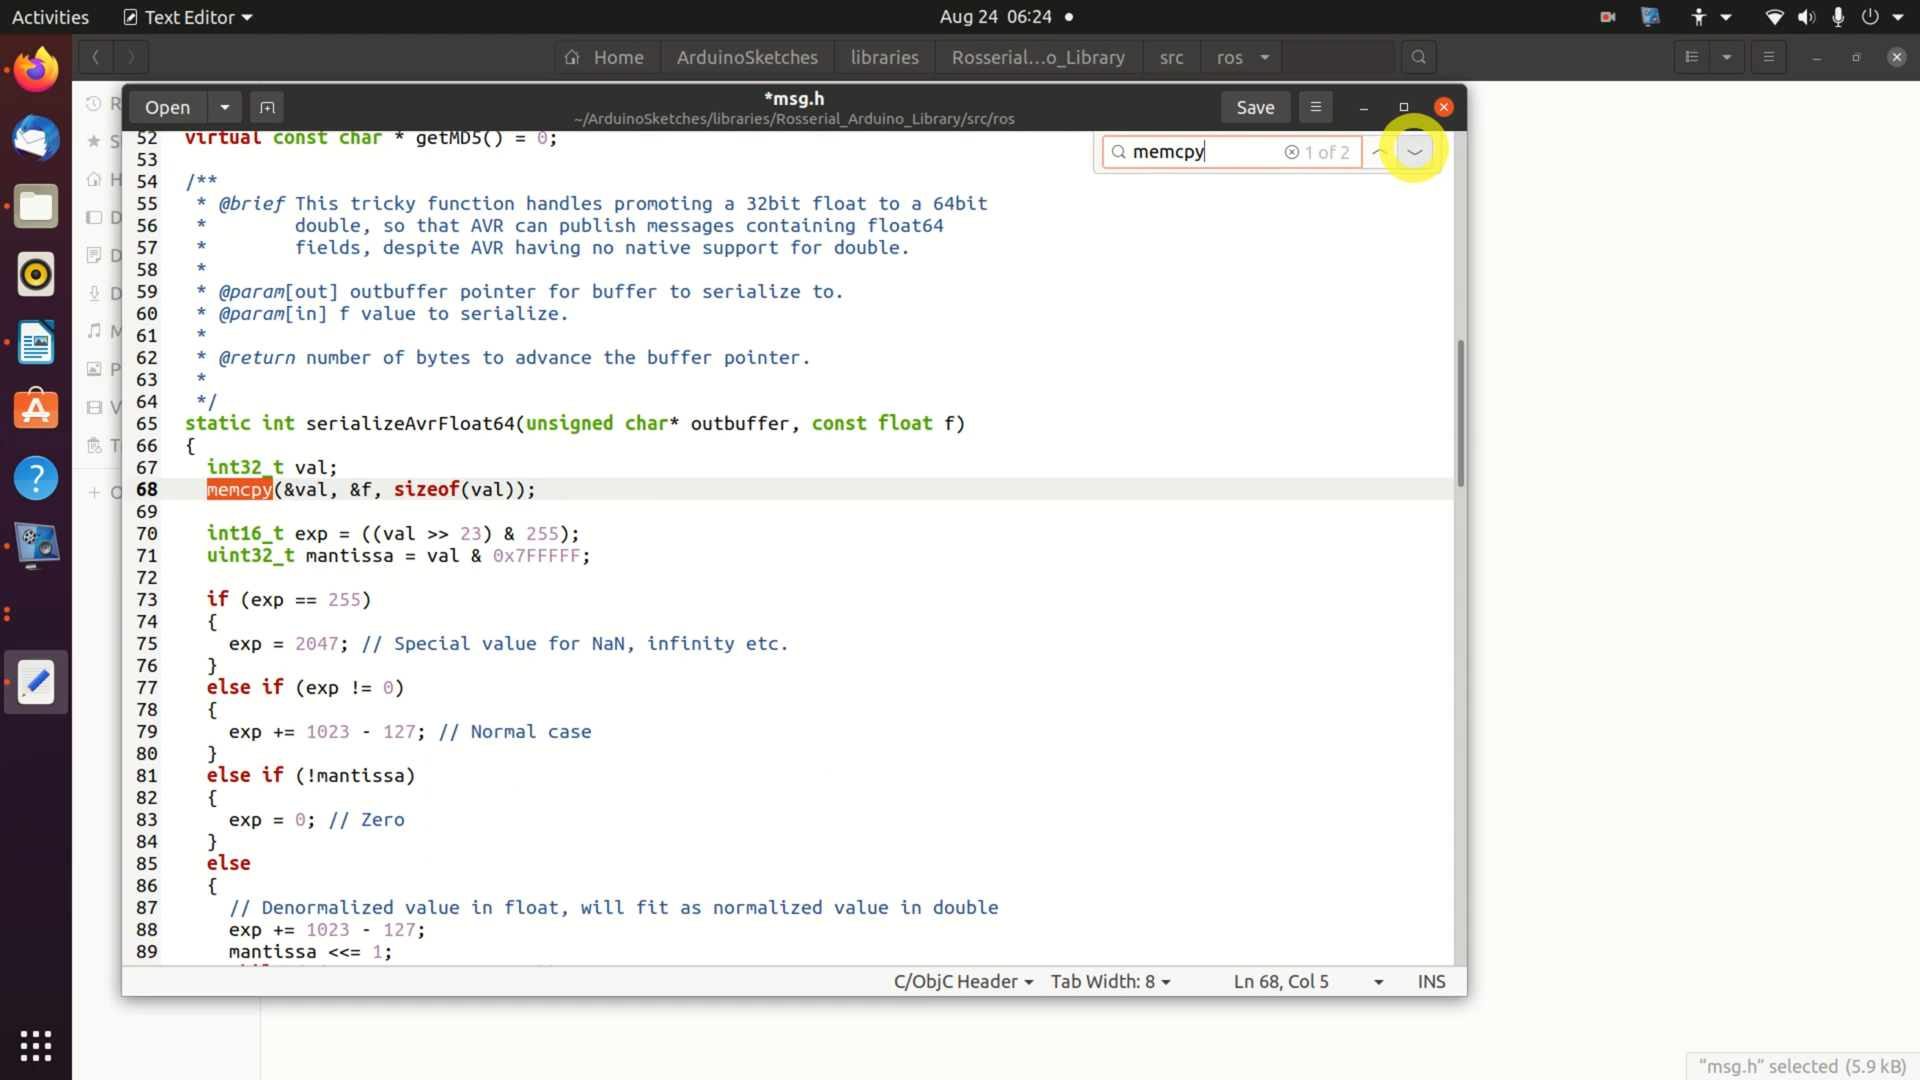 Activities Text Editor Aug 24 06:24
Home ArduinoSketches libraries Rosserial...o_Library src ros
Open *msg.h Save
~/ArduinoSketches/libraries/Rosserial_Arduino_Library/src/ros
memcpy 1 of 2
52 virtual const char * getMD5() = 0;
53
54 /**
55 * @brief This tricky function handles promoting a 32bit float to a 64bit
56 * double, so that AVR can publish messages containing float64
57 * fields, despite AVR having no native support for double.
58 *
59 * @param[out] outbuffer pointer for buffer to serialize to.
60 * @param[in] f value to serialize.
61 *
62 * @return number of bytes to advance the buffer pointer.
63 *
64 */
65 static int serializeAvrFloat64(unsigned char* outbuffer, const float f)
66 {
67 int32_t val;
68 memcpy(&val, &f, sizeof(val));
69
70 int16_t exp = ((val >> 23) & 255);
71 uint32_t mantissa = val & 0x7FFFFF;
72
73 if (exp == 255)
74 {
75 exp = 2047; // Special value for NaN, infinity etc.
76 }
77 else if (exp != 0)
78 {
79 exp += 1023 - 127; // Normal case
80 }
81 else if (!mantissa)
82 {
83 exp = 0; // Zero
84 }
85 else
86 {
87 // Denormalized value in float, will fit as normalized value in double
88 exp += 1023 - 127;
89 mantissa <<= 1;
C/ObjC Header Tab Width: 8 Ln 68, Col 5 INS
"msg.h" selected (5.9 kB)